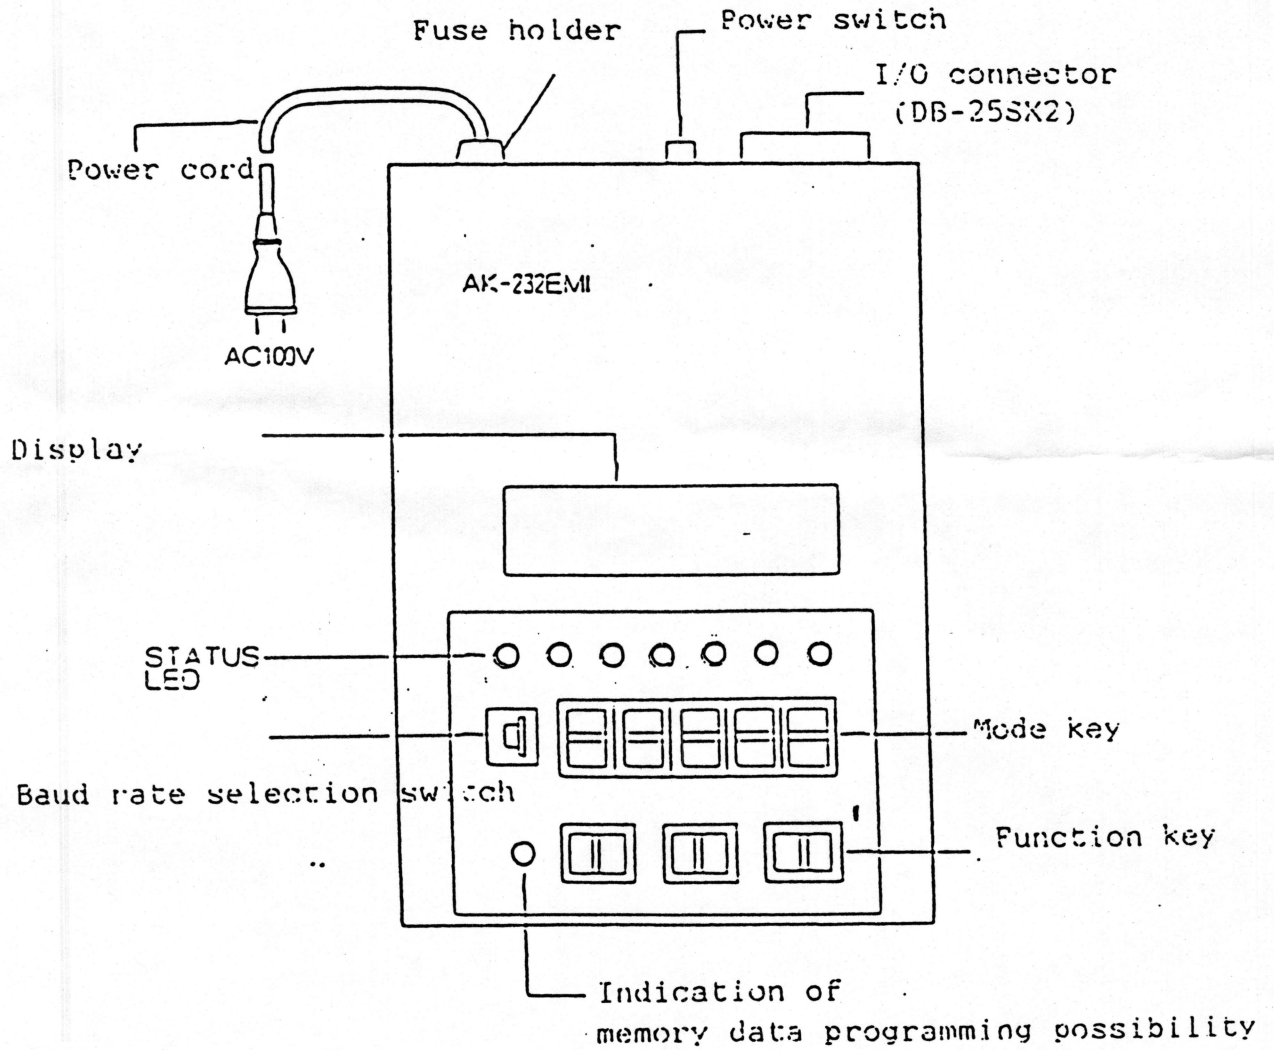 Fuse holder
Power switch
I/O connector
(DB-25SX2)
Power cord
AK-232EMI
AC100V
Display
STATUS
LED
Mode key
Baud rate selection switch
Function key
Indication of
memory data programming possibility